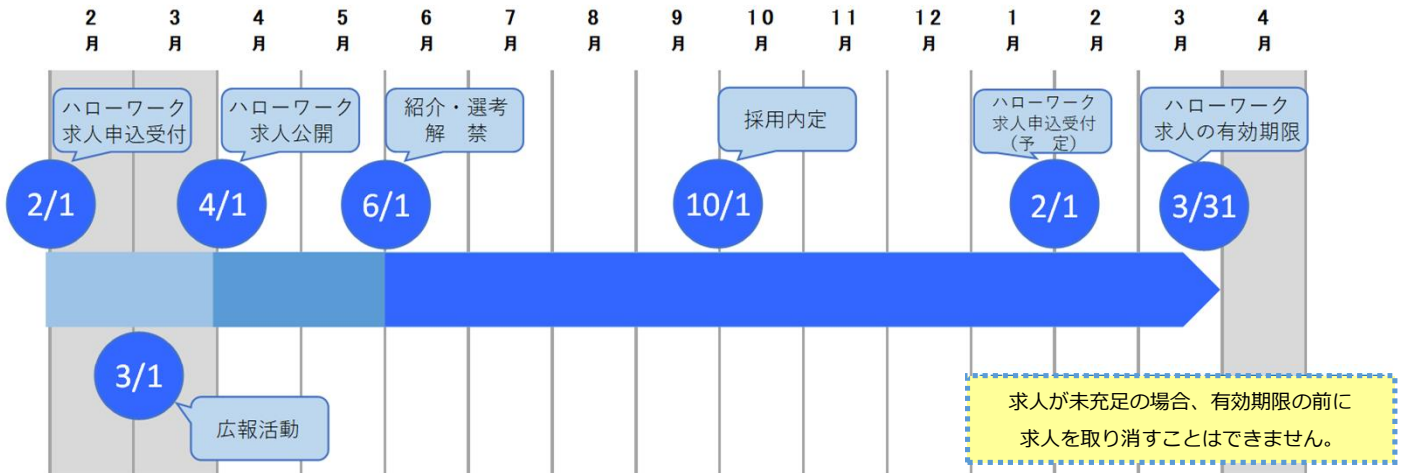 2 3 4 5 6 7 8 9 10 11 12 1 2 3 4
月 月 月 月 月 月 月 月 月 月 月 月 月 月 月
ハローワーク
求人申込受付
ハローワーク
求人公開
紹介・選考
解　禁
採用内定
ハローワーク
求人申込受付
(予　定)
ハローワーク
求人の有効期限
2/1
4/1
6/1
10/1
2/1
3/31
3/1
広報活動
求人が未充足の場合、有効期限の前に
求人を取り消すことはできません。